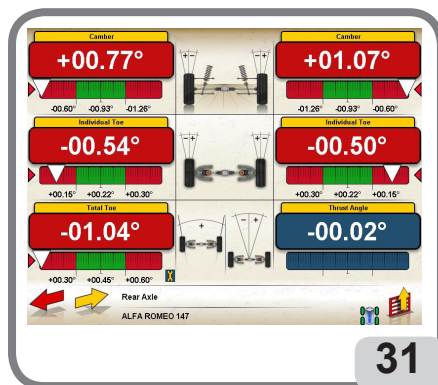 Camber Camber
+00.77° +01.07°
-00.60° -00.93° -01.26° -01.26° -00.93° -00.60°
Individual Toe Individual Toe
-00.54° -00.50°
+00.15° +00.22° +00.30° +00.30° +00.22° +00.15°
Total Toe Thrust Angle
-01.04° -00.02°
+00.30° +00.45° +00.60°
Rear Axle
ALFA ROMEO 147
31